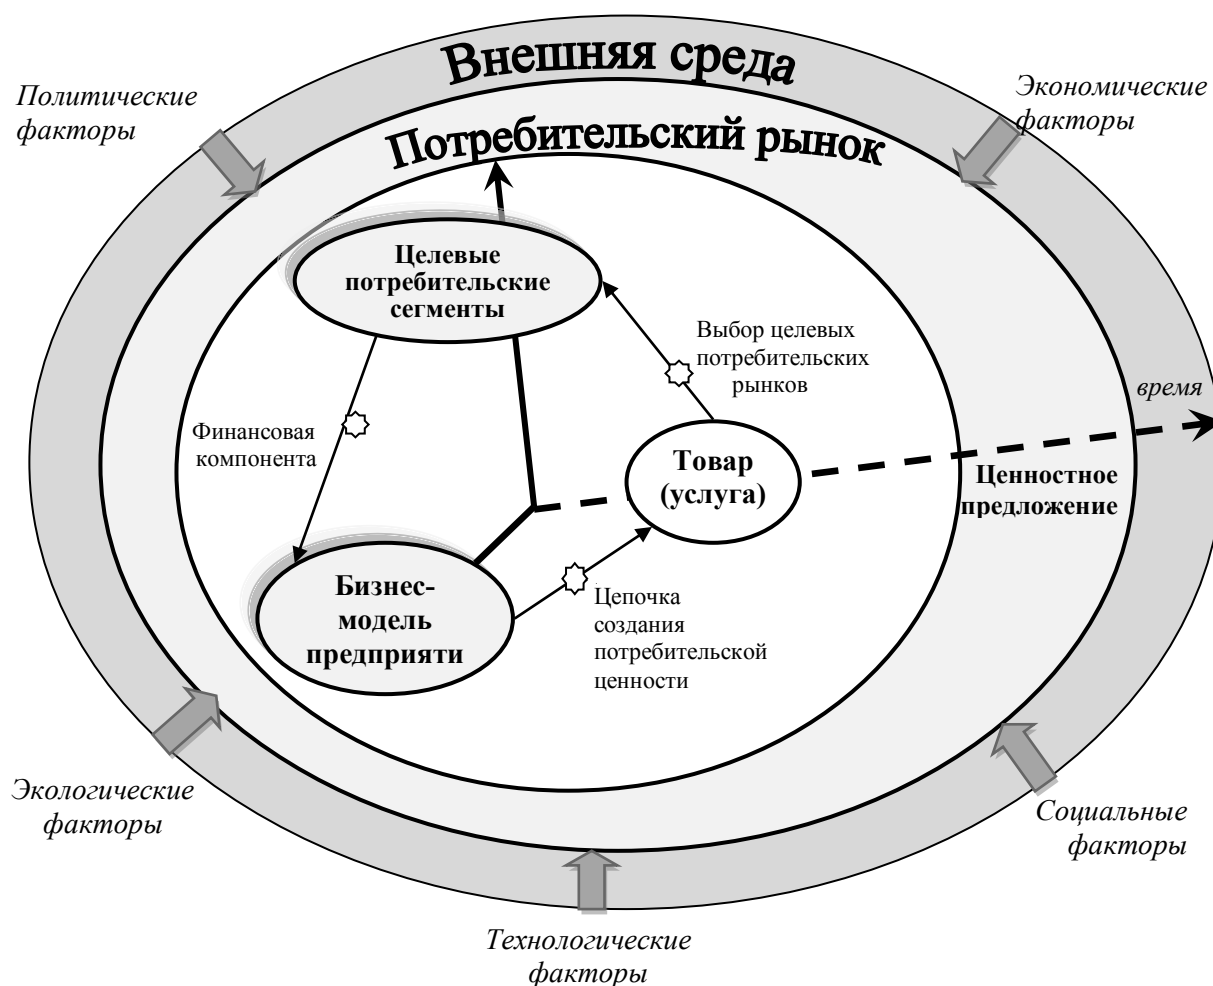 Внешняя среда
Политические
факторы
Экономические
факторы
Потребительский рынок
Целевые
потребительские
сегменты
Выбор целевых
потребительских
рынков
время
Финансовая
компонента
Товар
(услуга)
Ценностное
предложение
Бизнес-
модель
предприяти
Цепочка
создания
потребительской
ценности
Экологические
факторы
Социальные
факторы
Технологические
факторы